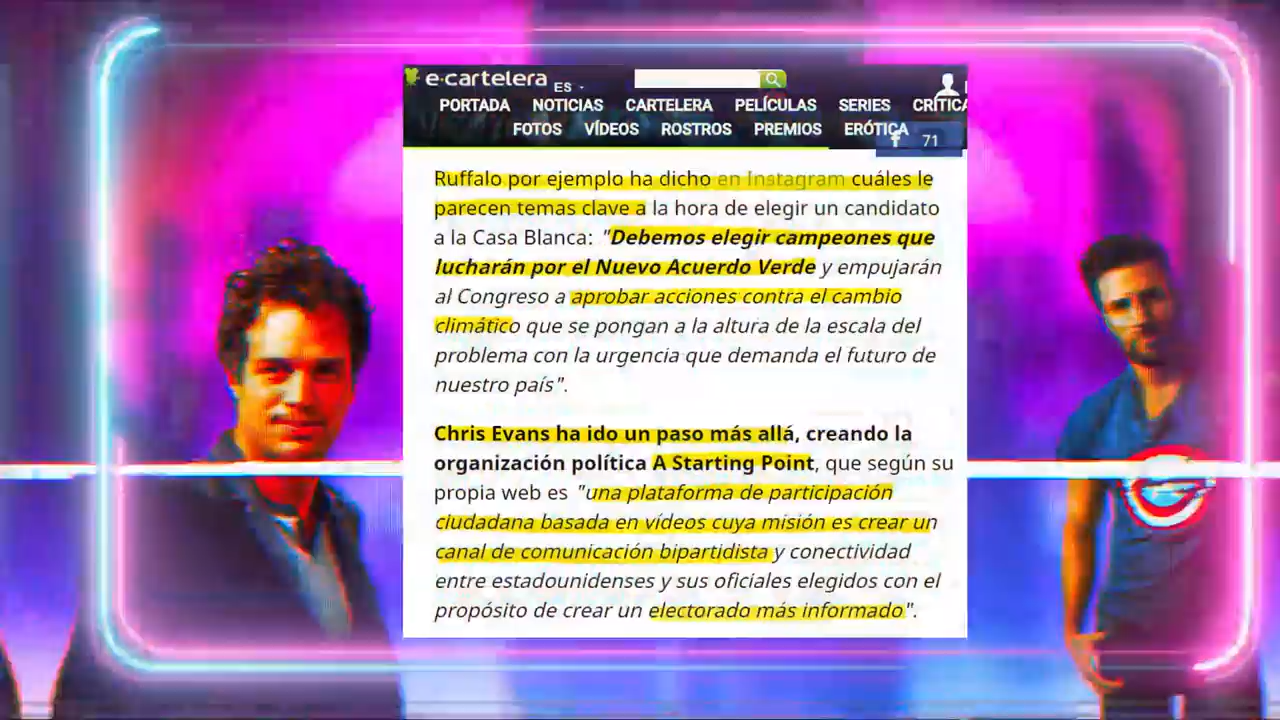 e·cartelera ES
PORTADA NOTICIAS CARTELERA PELÍCULAS SERIES CRÍTICA
FOTOS VÍDEOS ROSTROS PREMIOS ERÓTICA
71
Ruffalo por ejemplo ha dicho en Instagram cuáles le
parecen temas clave a la hora de elegir un candidato
a la Casa Blanca: "Debemos elegir campeones que
lucharán por el Nuevo Acuerdo Verde y empujarán
al Congreso a aprobar acciones contra el cambio
climático que se pongan a la altura de la escala del
problema con la urgencia que demanda el futuro de
nuestro país".
Chris Evans ha ido un paso más allá, creando la
organización política A Starting Point, que según su
propia web es "una plataforma de participación
ciudadana basada en vídeos cuya misión es crear un
canal de comunicación bipartidista y conectividad
entre estadounidenses y sus oficiales elegidos con el
propósito de crear un electorado más informado".